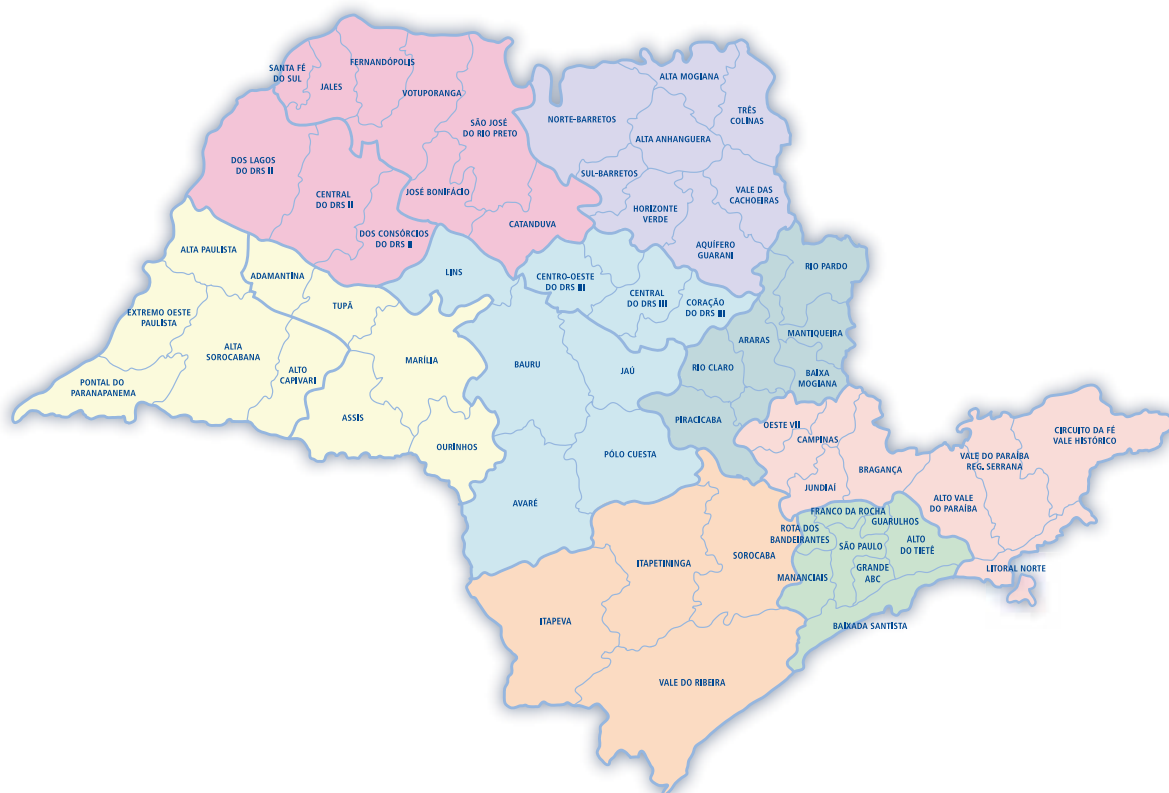 SANTA FÉ
DO SUL
JALES
FERNANDÓPOLIS
VOTUPORANGA
SÃO JOSÉ
DO RIO PRETO
DOS LAGOS
DO DRS II
CENTRAL
DO DRS II
DOS CONSÓRCIOS
DO DRS II
JOSÉ BONIFÁCIO
CATANDUVA
NORTE-BARRETOS
ALTA MOGIANA
TRÊS
COLINAS
ALTA ANHANGUERA
SUL-BARRETOS
HORIZONTE
VERDE
VALE DAS
CACHOEIRAS
AQUÍFERO
GUARANI
ALTA PAULISTA
ADAMANTINA
TUPÃ
EXTREMO OESTE
PAULISTA
ALTA
SOROCABANA
ALTO
CAPIVARI
PONTAL DO
PARANAPANEMA
MARÍLIA
ASSIS
OURINHOS
LINS
CENTRO-OESTE
DO DRS III
CENTRAL
DO DRS III
CORAÇÃO
DO DRS III
BAURU
JAÚ
PÓLO CUESTA
AVARÉ
RIO PARDO
MANTIQUEIRA
ARARAS
RIO CLARO
BAIXA
MOGIANA
PIRACICABA
OESTE VII
CAMPINAS
BRAGANÇA
JUNDIAÍ
CIRCUITO DA FÉ
VALE HISTÓRICO
VALE DO PARAÍBA
REG. SERRANA
ALTO VALE
DO PARAÍBA
LITORAL NORTE
FRANCO DA ROCHA
GUARULHOS
ROTA DOS
BANDEIRANTES
SÃO PAULO
ALTO
DO TIETÊ
GRANDE
ABC
MANANCIAIS
BAIXADA SANTISTA
ITAPETININGA
SOROCABA
ITAPEVA
VALE DO RIBEIRA